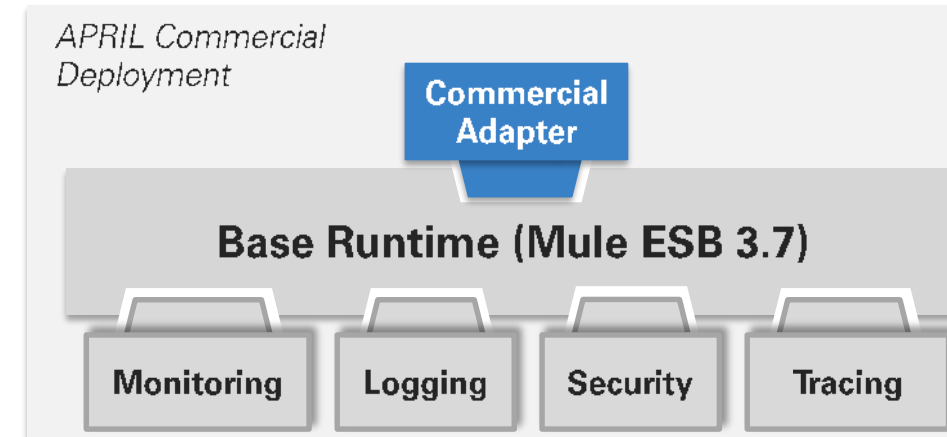 APRIL Commercial
Deployment
Commercial
Adapter
Base Runtime (Mule ESB 3.7)
Monitoring
Logging
Security
Tracing